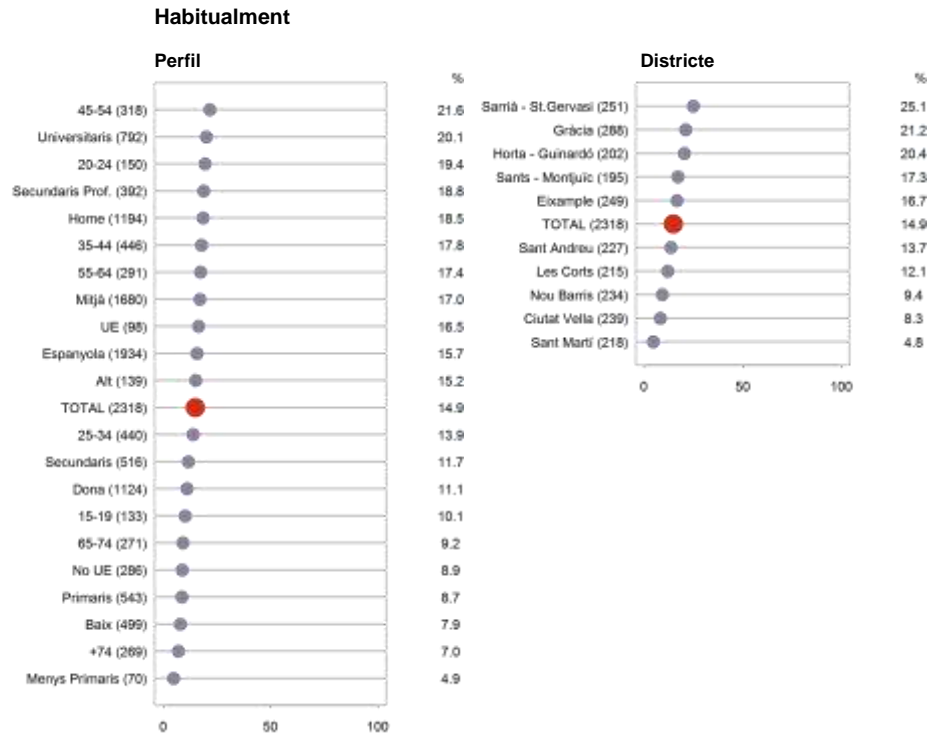 Habitualment
Perfil
%
45-54 (318) 21.6
Universitaris (792) 20.1
20-24 (150) 19.4
Secundaris Prof. (392) 18.8
Home (1194) 18.5
35-44 (446) 17.8
55-64 (291) 17.4
Mitjà (1680) 17.0
UE (98) 16.5
Espanyola (1934) 15.7
Alt (139) 15.2
TOTAL (2318) 14.9
25-34 (440) 13.9
Secundaris (516) 11.7
Dona (1124) 11.1
15-19 (133) 10.1
65-74 (271) 9.2
No UE (286) 8.9
Primaris (543) 8.7
Baix (499) 7.9
+74 (269) 7.0
Menys Primaris (70) 4.9
0 50 100
Districte
%
Sarrià - St.Gervasi (251) 25.1
Gràcia (288) 21.2
Horta - Guinardó (202) 20.4
Sants - Montjuïc (195) 17.3
Eixample (249) 16.7
TOTAL (2318) 14.9
Sant Andreu (227) 13.7
Les Corts (215) 12.1
Nou Barris (234) 9.4
Ciutat Vella (239) 8.3
Sant Martí (218) 4.8
0 50 100